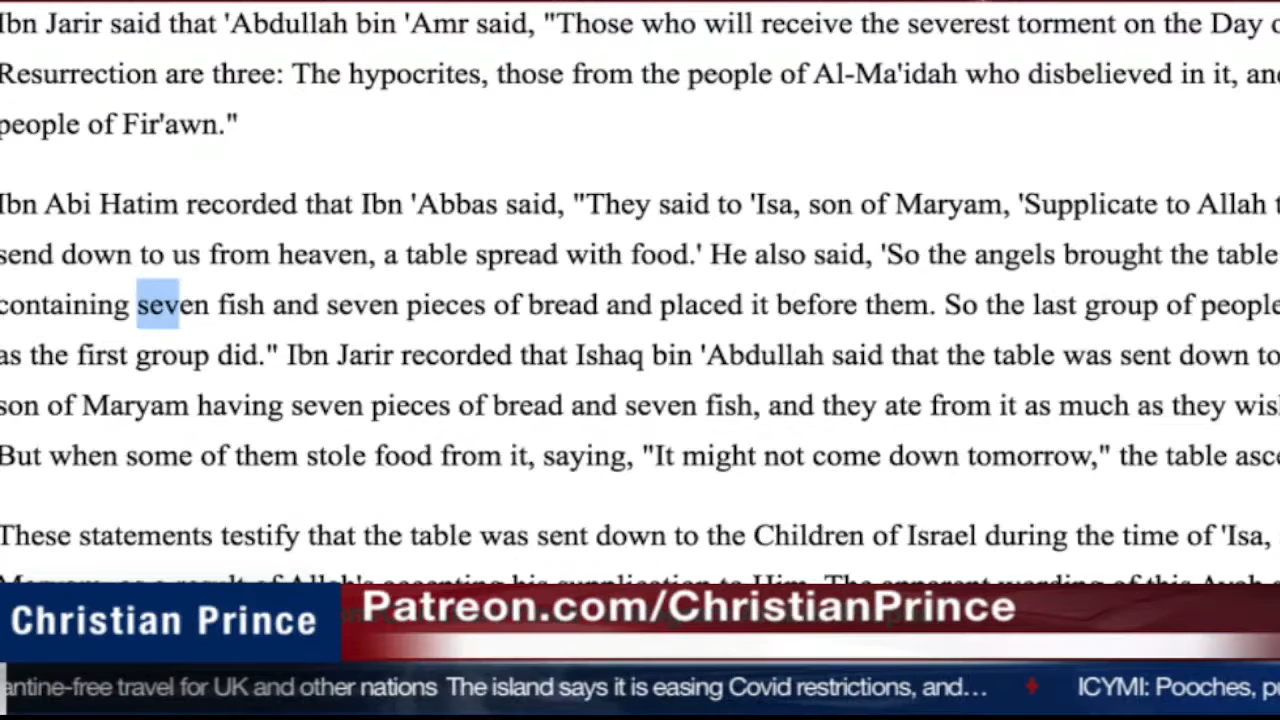 Ibn Jarir said that 'Abdullah bin 'Amr said, "Those who will receive the severest torment on the Day
Resurrection are three: The hypocrites, those from the people of Al-Ma'idah who disbelieved in it,
people of Fir'awn."
Ibn Abi Hatim recorded that Ibn 'Abbas said, "They said to 'Isa, son of Maryam, 'Supplicate to Allah
send down to us from heaven, a table spread with food.' He also said, 'So the angels brought the table
containing seven fish and seven pieces of bread and placed it before them. So the last group of people
as the first group did." Ibn Jarir recorded that Ishaq bin 'Abdullah said that the table was sent down to
son of Maryam having seven pieces of bread and seven fish, and they ate from it as much as they
But when some of them stole food from it, saying, "It might not come down tomorrow," the table
These statements testify that the table was sent down to the Children of Israel during the time of 'Isa,
Christian Prince
Patreon.com/ChristianPrince
antine-free travel for UK and other nations The island says it is easing Covid restrictions, and... ICYMI: Pooches,